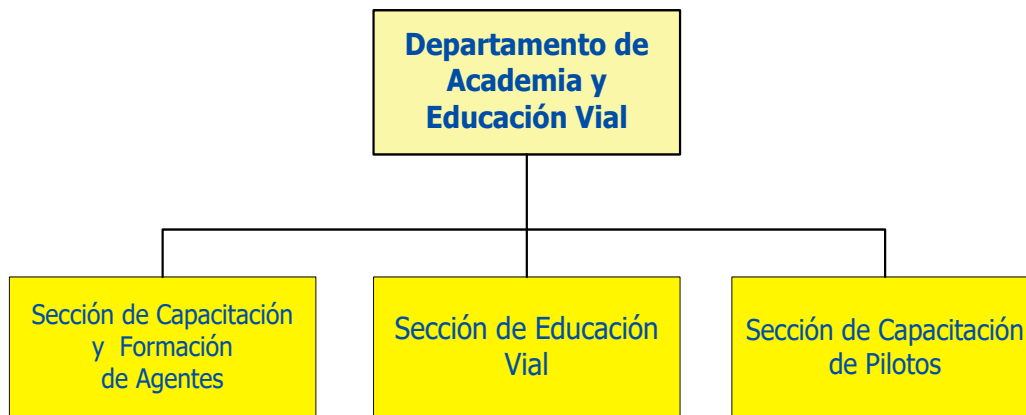 Departamento de
Academia y
Educación Vial
Sección de Capacitación
y Formación
de Agentes
Sección de Educación
Vial
Sección de Capacitación
de Pilotos